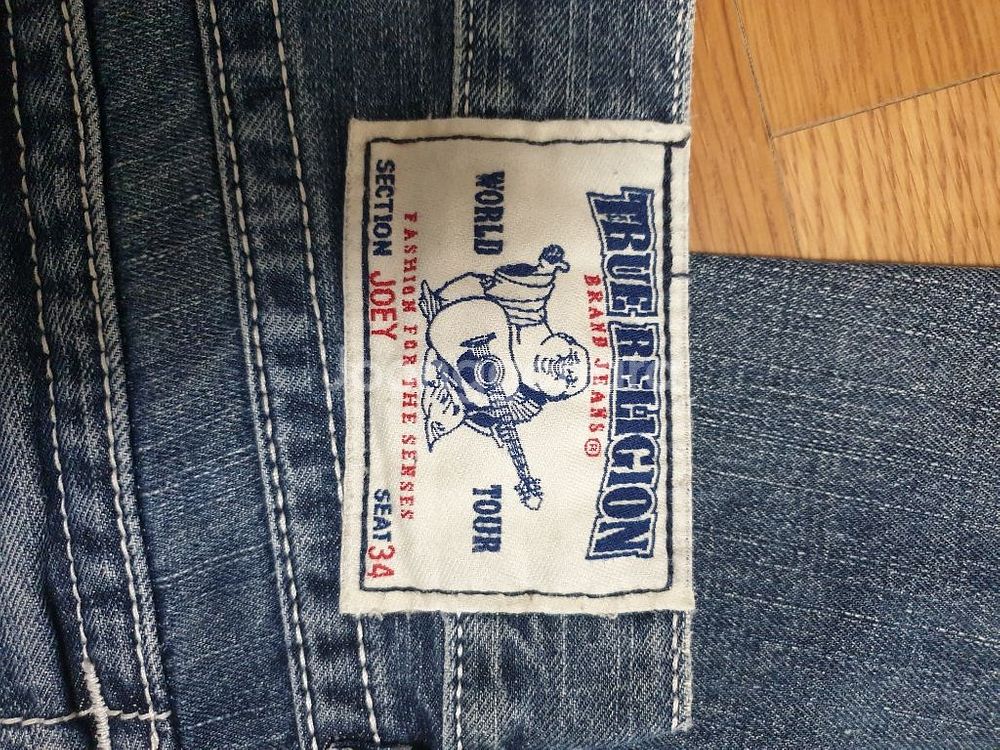 TRUE RELIGION
BRAND JEANS®
WORLD TOUR
FASHION FOR THE SENSES
SECTION JOEY SEAT 34